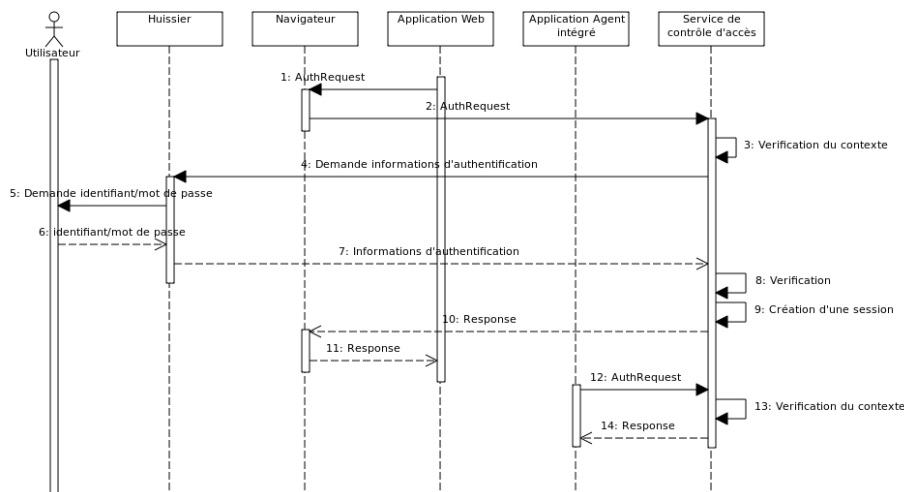 Huissier
Navigateur
Application Web
Application Agent
intégré
Service de
contrôle d'accès
Utilisateur
1: AuthRequest
2: AuthRequest
3: Verification du contexte
4: Demande informations d'authentification
5: Demande identifiant/mot de passe
6: identifiant/mot de passe
7: Informations d'authentification
8: Verification
9: Création d'une session
10: Response
11: Response
12: AuthRequest
13: Verification du contexte
14: Response